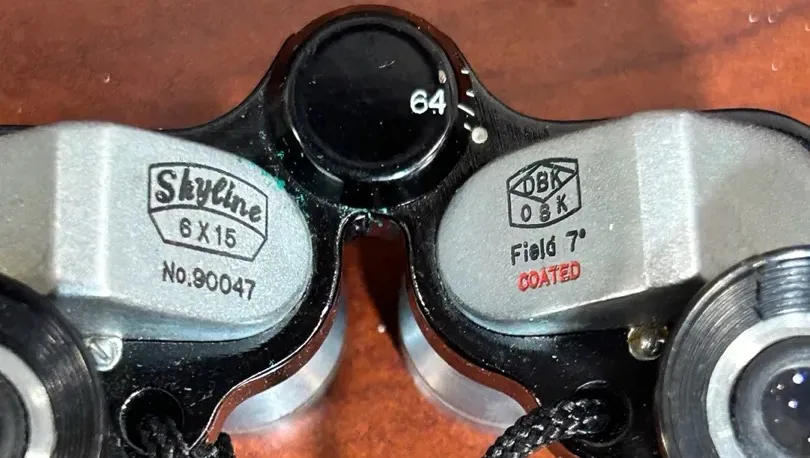 64
Skyline
6 X 15
No.90047
DBK
OBK
Field 7°
COATED